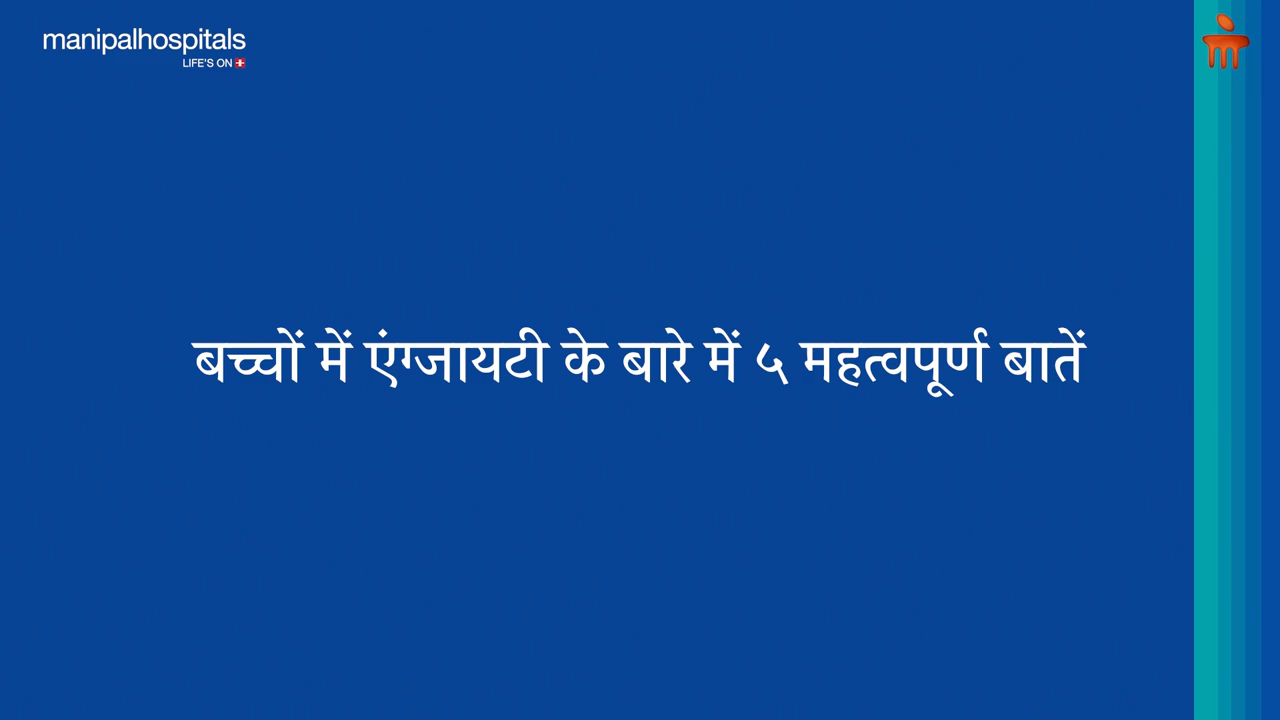 manipalhospitals
LIFE'S ON
बच्चों में एंग्जायटी के बारे में ५ महत्वपूर्ण बातें